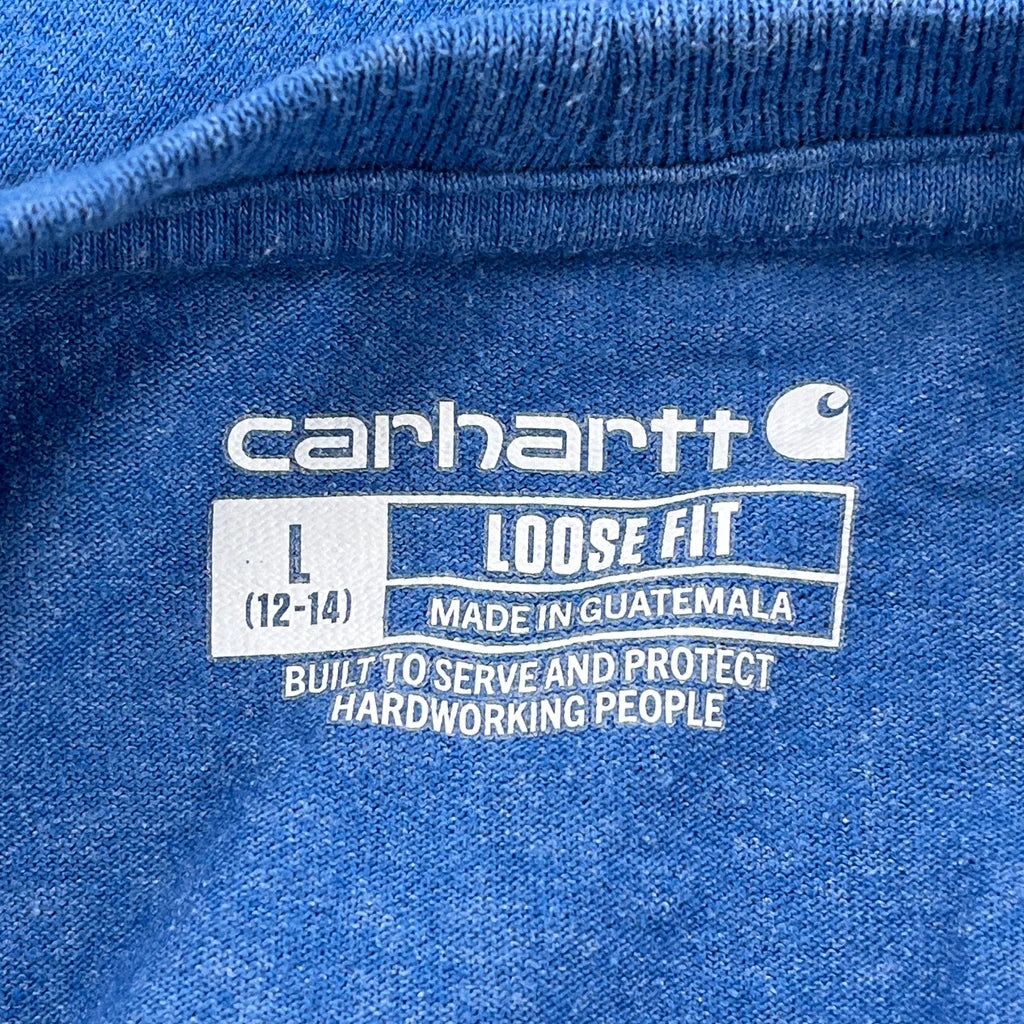 carhartt
L
(12-14)
LOOSE FIT
MADE IN GUATEMALA
BUILT TO SERVE AND PROTECT
HARDWORKING PEOPLE